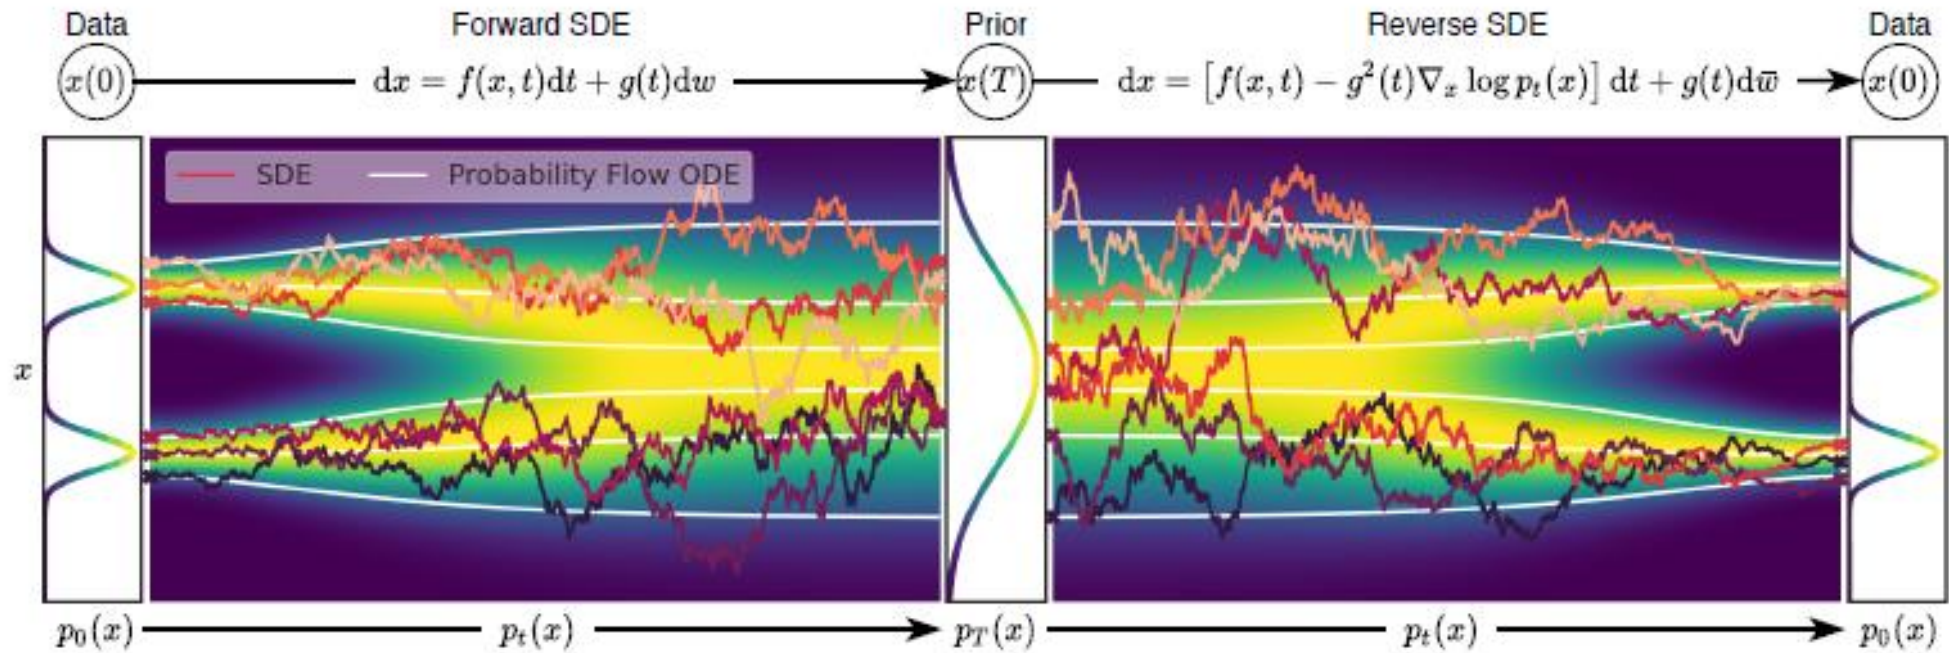 Data Forward SDE Prior Reverse SDE Data
x(0) dx = f(x, t)dt + g(t)dw x(T) dx = [f(x, t) − g²(t)∇ₓ log pₜ(x)] dt + g(t)dw̅ x(0)
SDE Probability Flow ODE
x
p₀(x) pₜ(x) p_T(x) pₜ(x) p₀(x)